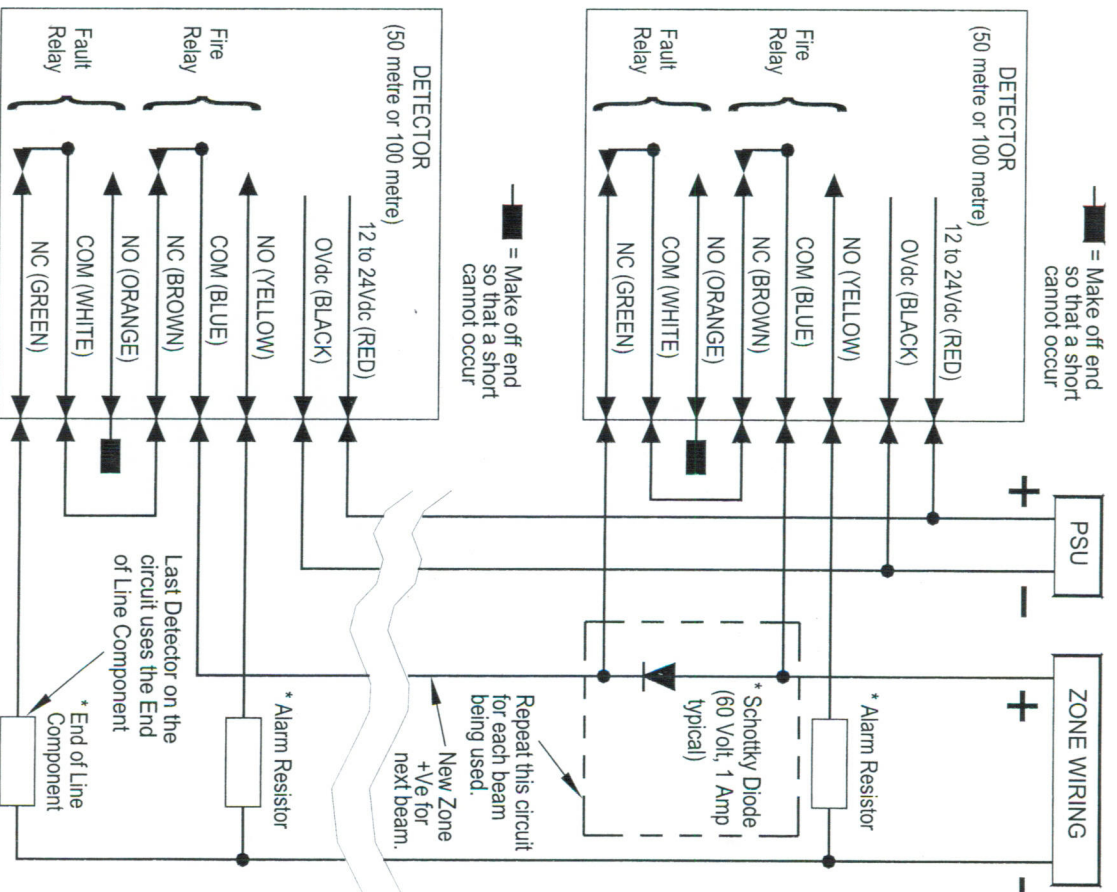 = Make off end
so that a short
cannot occur
DETECTOR
(50 metre or 100 metre)
Fire
Relay
Fault
Relay
12 to 24Vdc (RED)
OVdc (BLACK)
NO (YELLOW)
COM (BLUE)
NC (BROWN)
NO (ORANGE)
COM (WHITE)
NC (GREEN)
+
PSU
−
+
ZONE WIRING
−
* Alarm Resistor
* Schottky Diode
(60 Volt, 1 Amp
typical)
Repeat this circuit
for each beam
being used.
New Zone
+Ve for
next beam.
= Make off end
so that a short
cannot occur
DETECTOR
(50 metre or 100 metre)
Fire
Relay
Fault
Relay
12 to 24Vdc (RED)
OVdc (BLACK)
NO (YELLOW)
COM (BLUE)
NC (BROWN)
NO (ORANGE)
COM (WHITE)
NC (GREEN)
* Alarm Resistor
Last Detector on the
circuit uses the End
of Line Component
* End of Line
Component